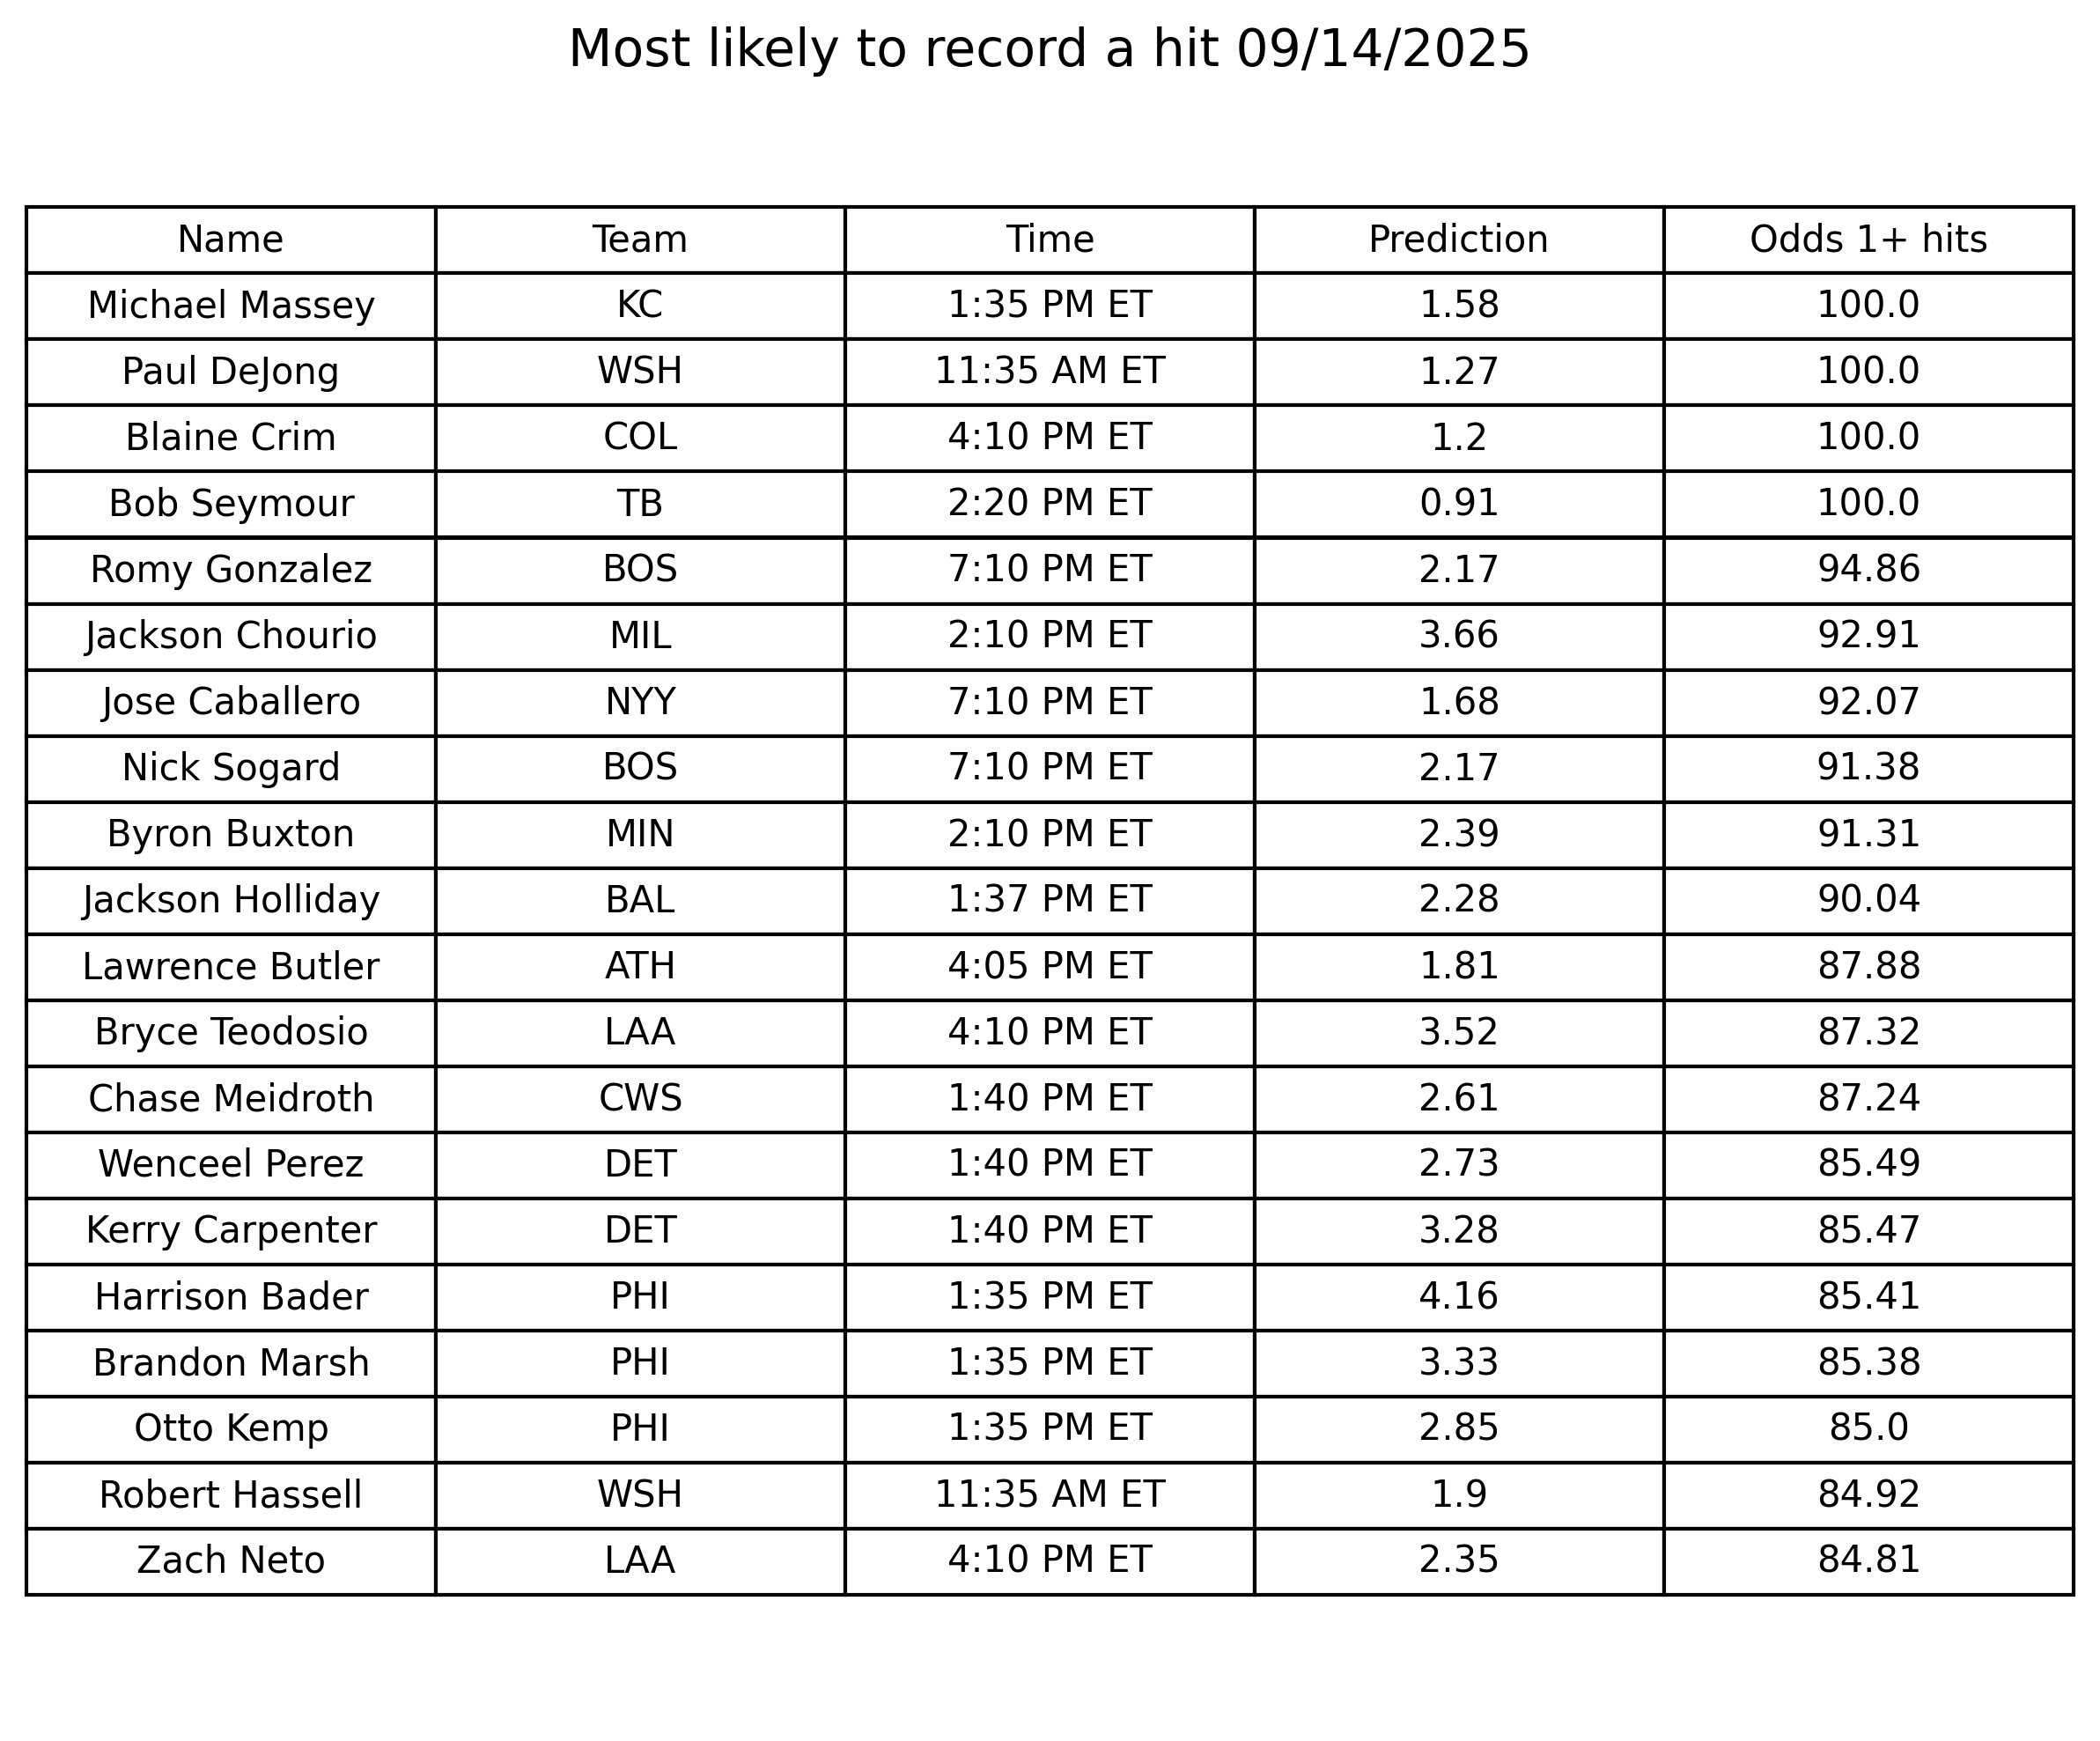 Most likely to record a hit 09/14/2025
Name Team Time Prediction Odds 1+ hits
Michael Massey KC 1:35 PM ET 1.58 100.0
Paul DeJong WSH 11:35 AM ET 1.27 100.0
Blaine Crim COL 4:10 PM ET 1.2 100.0
Bob Seymour TB 2:20 PM ET 0.91 100.0
Romy Gonzalez BOS 7:10 PM ET 2.17 94.86
Jackson Chourio MIL 2:10 PM ET 3.66 92.91
Jose Caballero NYY 7:10 PM ET 1.68 92.07
Nick Sogard BOS 7:10 PM ET 2.17 91.38
Byron Buxton MIN 2:10 PM ET 2.39 91.31
Jackson Holliday BAL 1:37 PM ET 2.28 90.04
Lawrence Butler ATH 4:05 PM ET 1.81 87.88
Bryce Teodosio LAA 4:10 PM ET 3.52 87.32
Chase Meidroth CWS 1:40 PM ET 2.61 87.24
Wenceel Perez DET 1:40 PM ET 2.73 85.49
Kerry Carpenter DET 1:40 PM ET 3.28 85.47
Harrison Bader PHI 1:35 PM ET 4.16 85.41
Brandon Marsh PHI 1:35 PM ET 3.33 85.38
Otto Kemp PHI 1:35 PM ET 2.85 85.0
Robert Hassell WSH 11:35 AM ET 1.9 84.92
Zach Neto LAA 4:10 PM ET 2.35 84.81